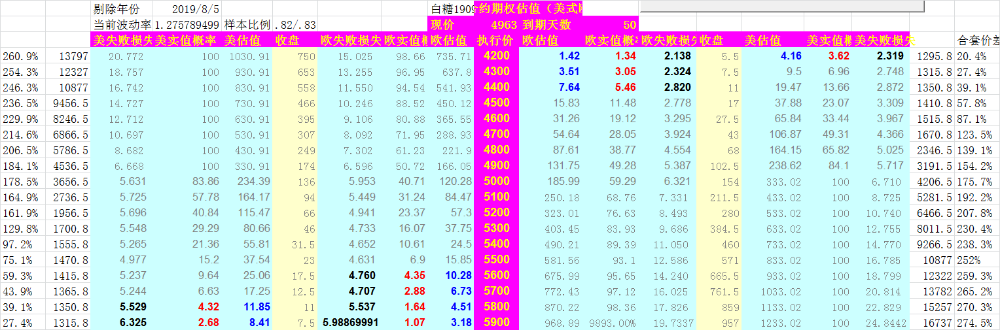 剔除年份 2019/8/5 白糖1909 约期权估值（美式欧
当前波动率 1.275789499 样本比例 .82/.83 现价 4963 到期天数 50
美失败损失 美实值概率 美估值 收盘 欧失败损失 欧实值概 欧估值 执行价 欧估值 欧实值概率 欧失败损失 收盘 美估值 美实值概 美失败损失 合套价差
260.9% 13797 20.772 100 1030.91 750 15.025 98.66 735.71 4200 1.42 1.34 2.138 5.5 4.16 3.62 2.319 1295.8 20.4%
254.3% 12327 18.757 100 930.91 653 13.255 96.95 637.8 4300 3.51 3.05 2.324 7.5 9.5 6.96 2.748 1315.8 27.4%
246.3% 10877 16.742 100 830.91 558 11.550 94.54 541.93 4400 7.64 5.46 2.820 11 19.47 13.66 2.872 1350.8 39.1%
236.5% 9456.5 14.727 100 730.91 466 10.246 88.52 450.12 4500 15.83 11.48 2.778 17 37.88 23.07 3.309 1410.8 57.8%
229.9% 8246.5 12.712 100 630.91 395 9.106 80.88 365.55 4600 31.26 19.12 3.295 27.5 65.84 33.44 3.967 1515.8 87.1%
214.6% 6866.5 10.697 100 530.91 307 8.092 71.95 288.93 4700 54.64 28.05 3.924 43 106.87 49.31 4.366 1670.8 123.5%
206.5% 5786.5 8.682 100 430.91 249 7.302 61.23 221.9 4800 87.61 38.77 4.554 68 164.15 65.82 5.025 2346.5 139.1%
184.1% 4536.5 6.668 100 330.91 174 6.596 50.72 166.05 4900 131.75 49.28 5.387 102.5 238.62 84.1 5.717 3191.5 154.2%
178.5% 3656.5 5.631 83.86 234.39 136 5.953 40.71 120.28 5000 185.99 59.29 6.321 154 333.02 100 6.710 4206.5 175.7%
164.9% 2736.5 5.725 57.78 164.17 94 5.449 31.24 84.47 5100 250.18 68.76 7.331 211.5 433.02 100 8.725 5281.5 192.2%
161.9% 1956.5 5.696 40.84 115.47 66 4.941 23.37 57.3 5200 323.01 76.63 8.493 280 533.02 100 10.740 6466.5 207.8%
129.8% 1700.8 5.548 29.29 80.66 46 4.733 16.07 37.75 5300 403.45 83.93 9.686 384.5 633.02 100 12.755 8011.5 230.4%
97.2% 1555.8 5.265 21.36 55.81 31.5 4.652 10.61 24.5 5400 490.21 89.39 11.050 460 733.02 100 14.770 9266.5 238.3%
75.1% 1470.8 4.977 15.2 37.54 23 4.631 6.9 15.85 5500 581.56 93.1 12.586 571 833.02 100 16.785 10877 252%
59.3% 1415.8 5.237 9.64 25.06 17.5 4.760 4.35 10.28 5600 675.99 95.65 14.240 665.5 933.02 100 18.799 12322 259.3%
43.9% 1365.8 5.244 6.63 17.25 12.5 4.707 2.88 6.73 5700 772.43 97.12 16.025 761.5 1033.02 100 20.814 13782 265.2%
39.1% 1350.8 5.529 4.32 11.85 11 5.537 1.64 4.51 5800 870.22 98.36 17.826 859 1133.02 100 22.829 15257 270.3%
27.4% 1315.8 6.325 2.68 8.41 7.5 5.98869991 1.07 3.18 5900 968.89 9893.00% 19.7337 957 1233.02 100 24.8442 16737 274.5%